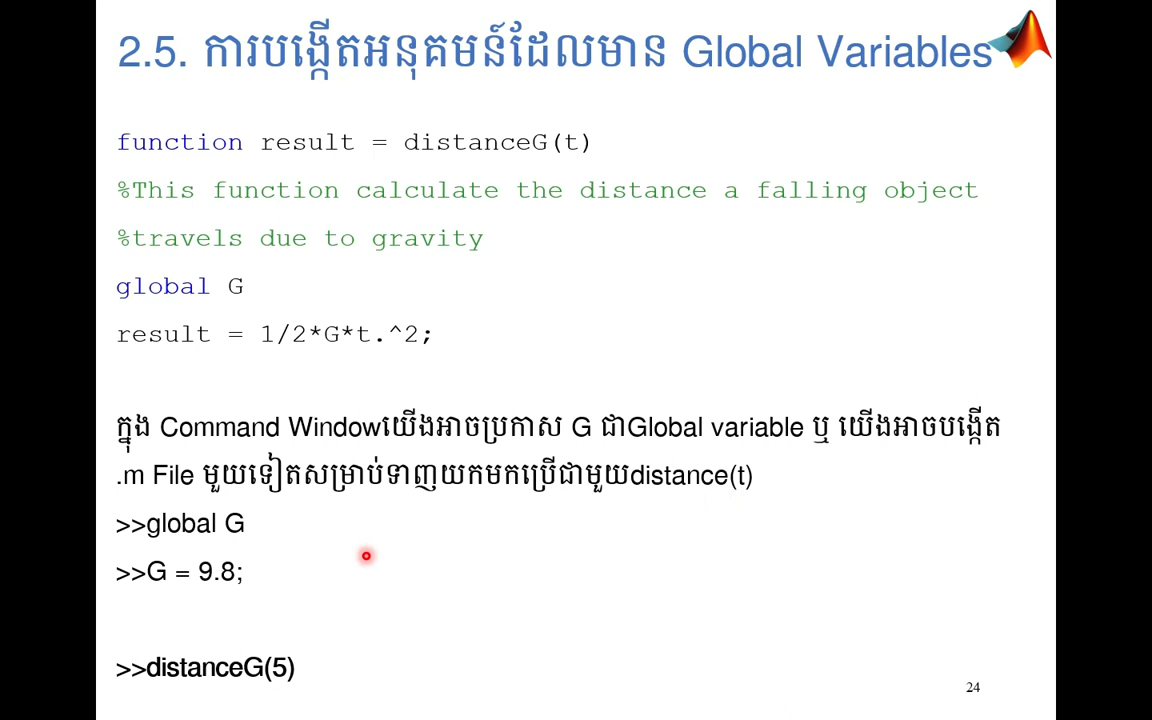 2.5. ការបង្កើតអនុគមន៍ដែលមាន Global Variables
function result = distanceG(t)
%This function calculate the distance a falling object
%travels due to gravity
global G
result = 1/2*G*t.^2;
ក្នុង Command Windowយើងអាចប្រកាស G ជាGlobal variable ឬ យើងអាចបង្កើត
.m File មួយទៀតសម្រាប់ទាញយកមកប្រើជាមួយdistance(t)
>>global G
>>G = 9.8;
>>distanceG(5)
24